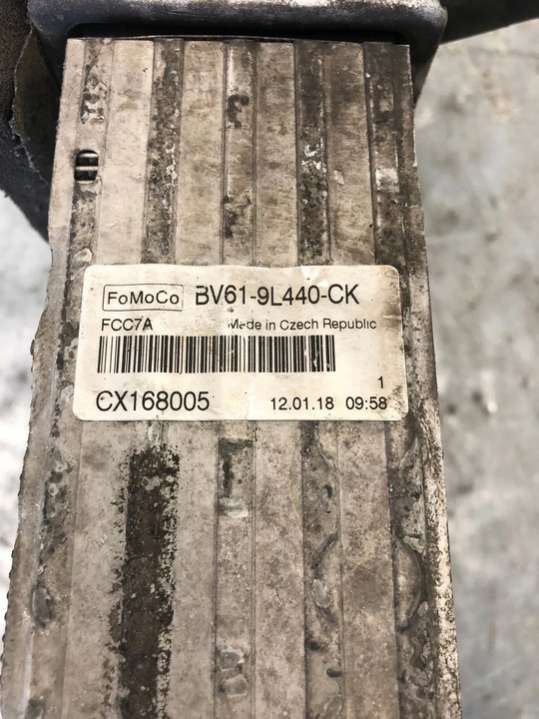 FoMoCo BV61-9L440-CK
FCC7A Made in Czech Republic
1
CX168005 12.01.18 09:58